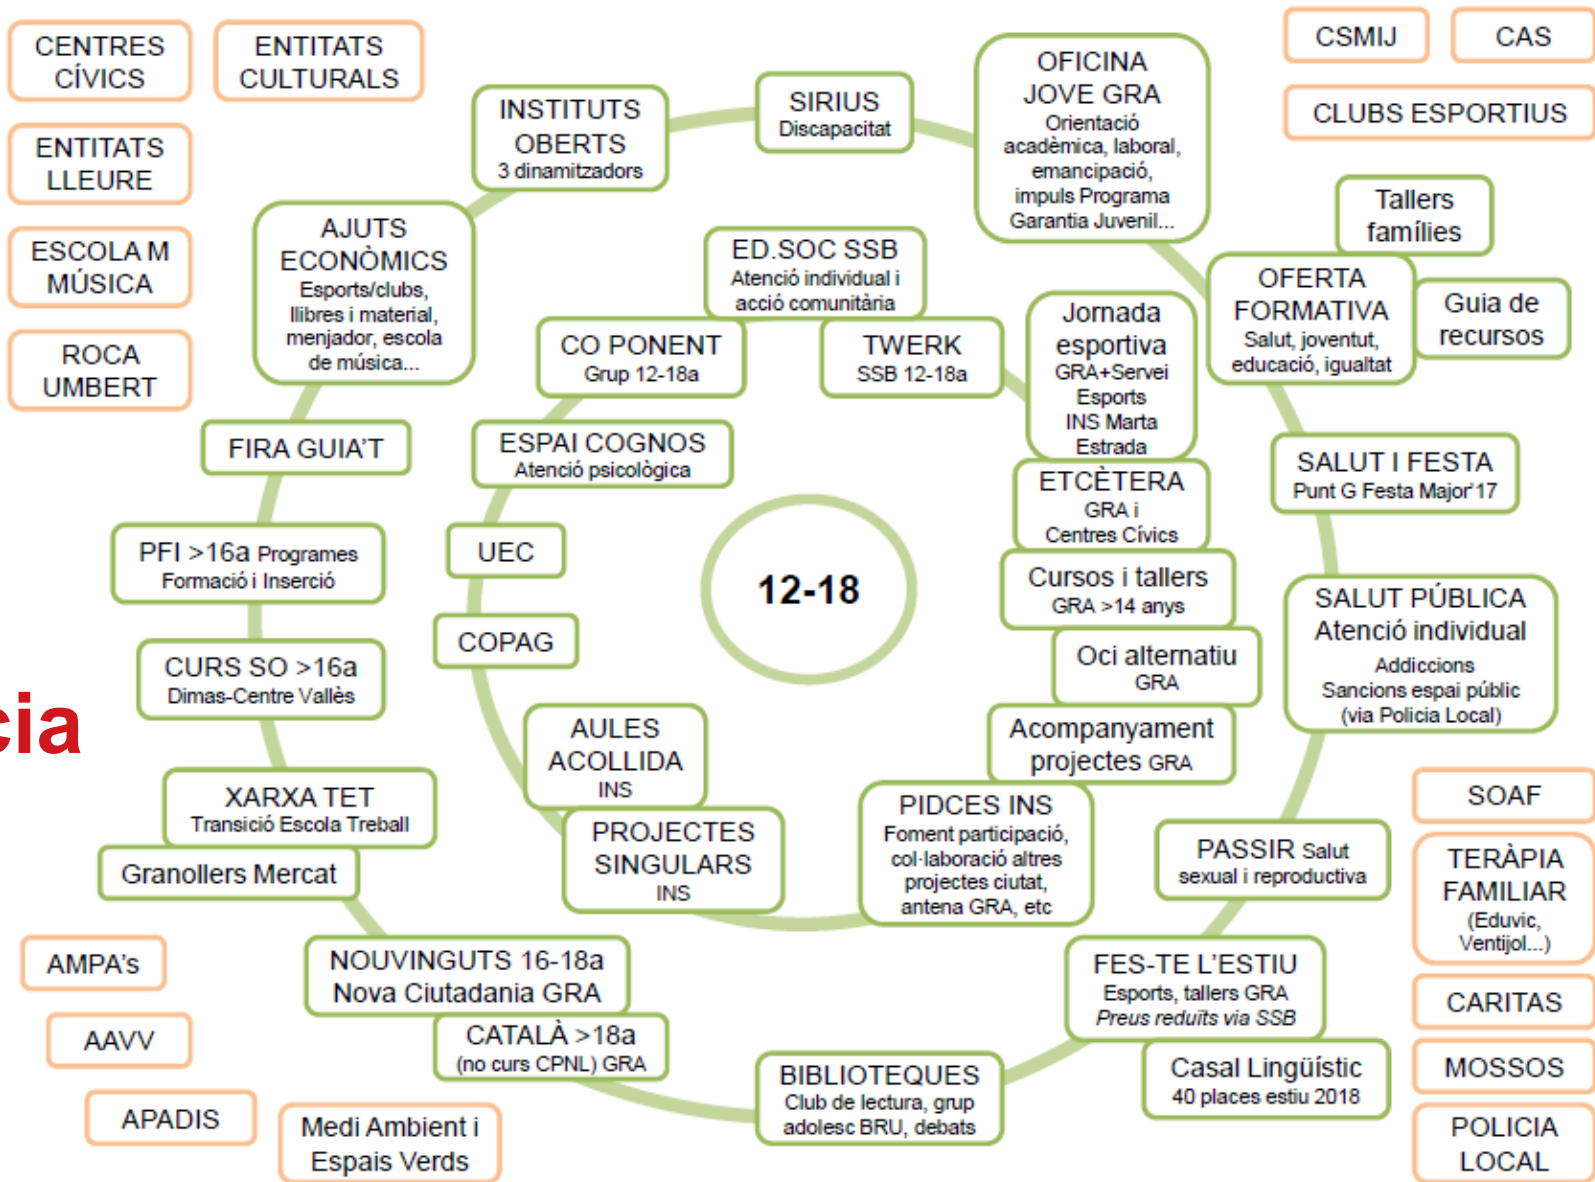 CENTRES
CÍVICS
ENTITATS
CULTURALS
ENTITATS
LLEURE
ESCOLA M
MÚSICA
ROCA
UMBERT
INSTITUTS
OBERTS
3 dinamitzadors
SIRIUS
Discapacitat
OFICINA
JOVE GRA
Orientació
acadèmica, laboral,
emancipació,
impuls Programa
Garantia Juvenil...
CSMIJ
CAS
CLUBS ESPORTIUS
Tallers
famílies
OFERTA
FORMATIVA
Salut, joventut,
educació, igualtat
Guia de
recursos
AJUTS
ECONÒMICS
Esports/clubs,
llibres i material,
menjador, escola
de música...
ED.SOC SSB
Atenció individual i
acció comunitària
CO PONENT
Grup 12-18a
TWERK
SSB 12-18a
Jornada
esportiva
GRA+Servei
Esports
INS Marta
Estrada
FIRA GUIA'T
ESPAI COGNOS
Atenció psicològica
ETCÈTERA
GRA i
Centres Cívics
SALUT I FESTA
Punt G Festa Major'17
PFI >16a Programes
Formació i Inserció
UEC
12-18
Cursos i tallers
GRA >14 anys
SALUT PÚBLICA
Atenció individual
Addiccions
Sancions espai públic
(via Policia Local)
COPAG
Oci alternatiu
GRA
CURS SO >16a
Dimas-Centre Vallès
cia
AULES
ACOLLIDA
INS
Acompanyament
projectes GRA
XARXA TET
Transició Escola Treball
Granollers Mercat
PROJECTES
SINGULARS
INS
PIDCES INS
Foment participació,
col·laboració altres
projectes ciutat,
antena GRA, etc
PASSIR Salut
sexual i reproductiva
SOAF
TERÀPIA
FAMILIAR
(Eduvic,
Ventijol...)
CARITAS
MOSSOS
POLICIA
LOCAL
AMPA's
AAVV
APADIS
Medi Ambient i
Espais Verds
NOUVINGUTS 16-18a
Nova Ciutadania GRA
CATALÀ >18a
(no curs CPNL) GRA
BIBLIOTEQUES
Club de lectura, grup
adolesc BRU, debats
FES-TE L'ESTIU
Esports, tallers GRA
Preus reduïts via SSB
Casal Lingüístic
40 places estiu 2018